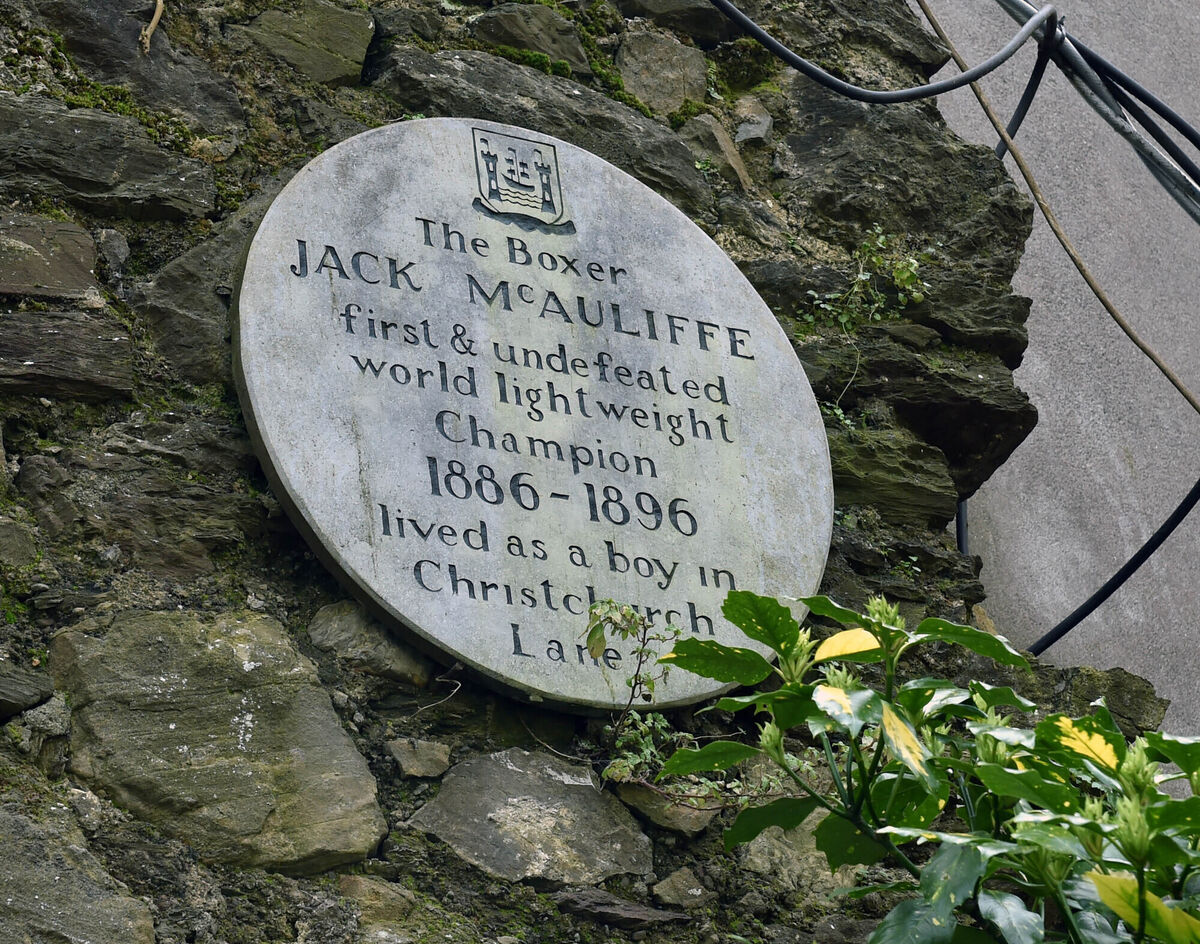 The Boxer
JACK McAULIFFE
first & undefeated
world lightweight
Champion
1886-1896
lived as a boy in
Christchurch
Lane